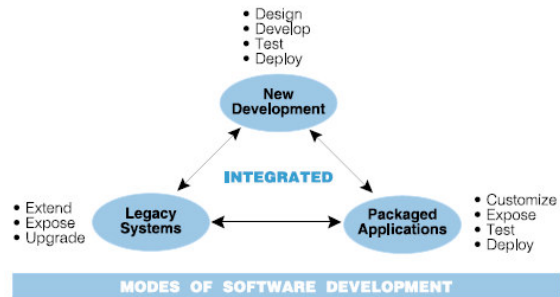 • Design
• Develop
• Test
• Deploy
New
Development
INTEGRATED
• Extend
• Expose
• Upgrade
Legacy
Systems
Packaged
Applications
• Customize
• Expose
• Test
• Deploy
MODES OF SOFTWARE DEVELOPMENT